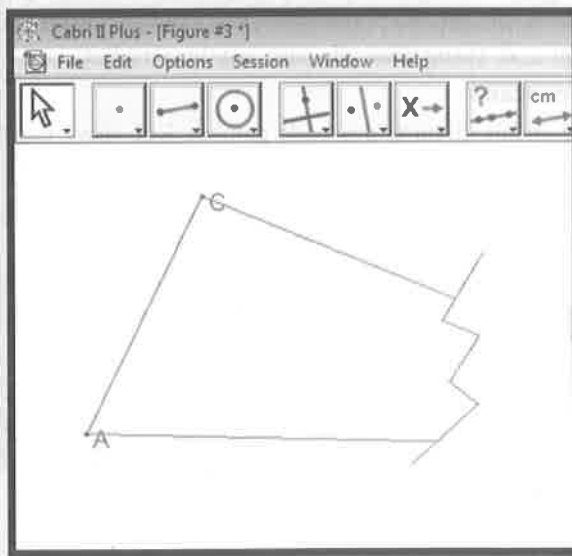 Cabri II Plus - [Figure #3 *]
File Edit Options Session Window Help
X ? cm
C
A